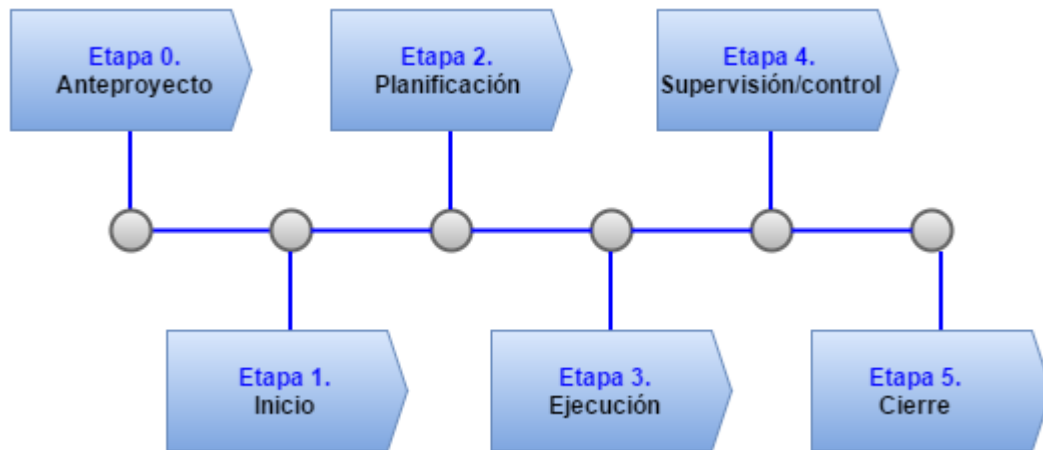 Etapa 0.
Anteproyecto
Etapa 2.
Planificación
Etapa 4.
Supervisión/control
Etapa 1.
Inicio
Etapa 3.
Ejecución
Etapa 5.
Cierre